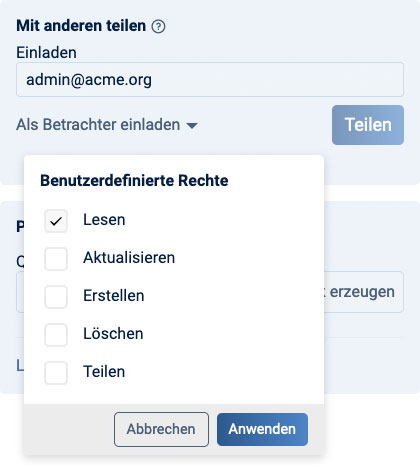 Mit anderen teilen ?
Einladen
admin@acme.org
Als Betrachter einladen
Teilen
Benutzerdefinierte Rechte
Lesen
Aktualisieren
Erstellen
Löschen
Teilen
erzeugen
Abbrechen
Anwenden